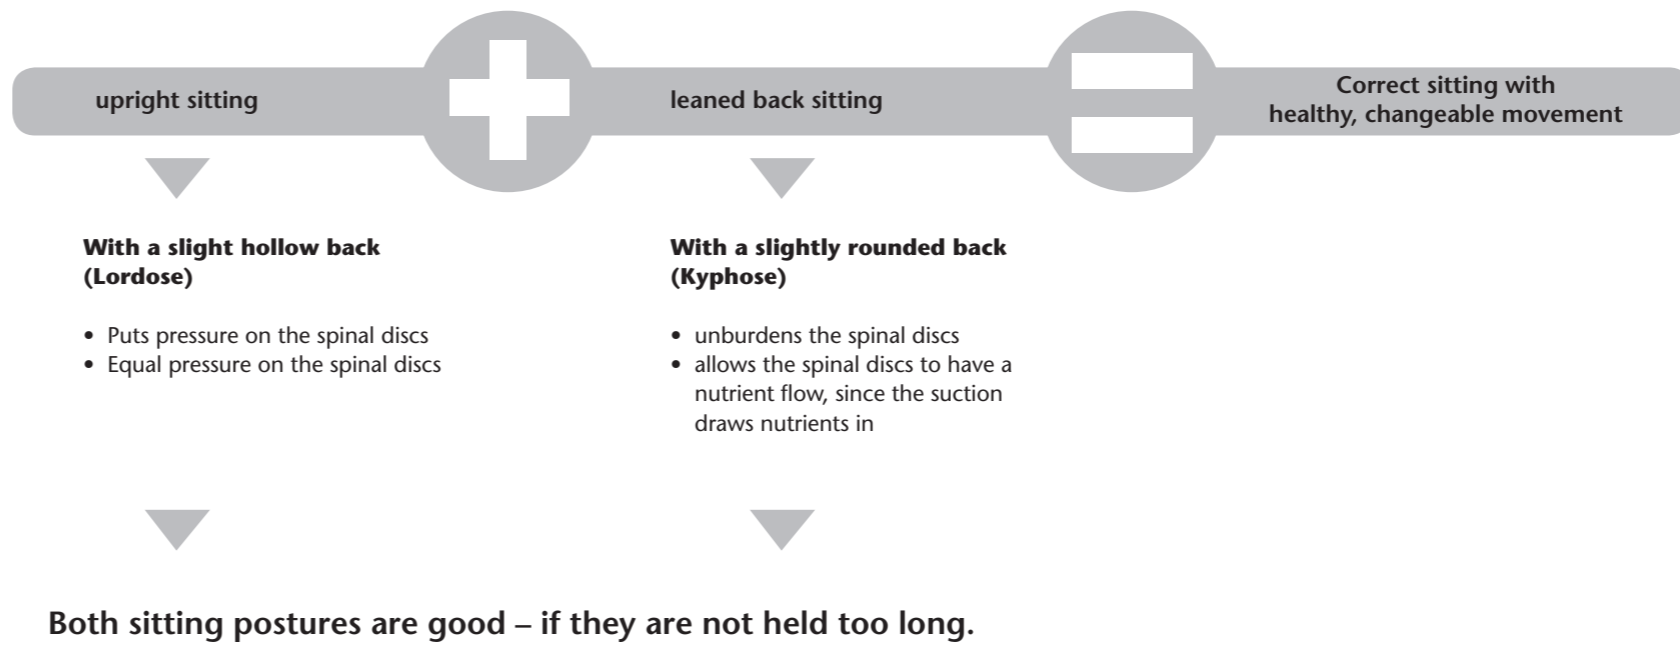 upright sitting
leaned back sitting
Correct sitting with
healthy, changeable movement
With a slight hollow back
(Lordose)
• Puts pressure on the spinal discs
• Equal pressure on the spinal discs
With a slightly rounded back
(Kyphose)
• unburdens the spinal discs
• allows the spinal discs to have a
nutrient flow, since the suction
draws nutrients in
Both sitting postures are good – if they are not held too long.